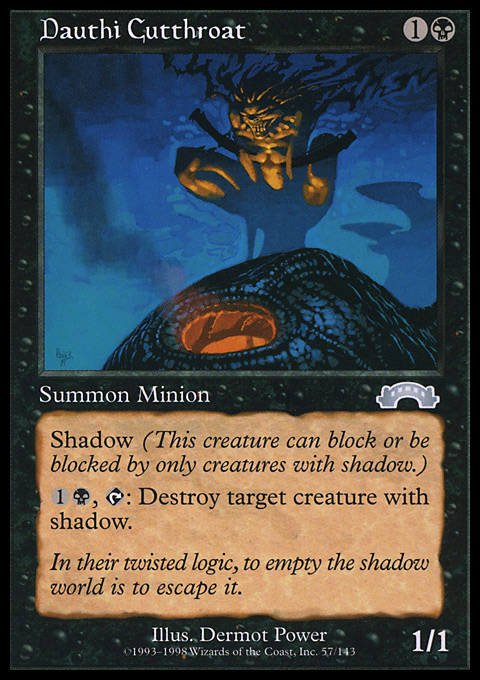 Dauthi Cutthroat
1
Summon Minion
Shadow (This creature can block or be
blocked by only creatures with shadow.)
1 , : Destroy target creature with
shadow.
In their twisted logic, to empty the shadow
world is to escape it.
Illus. Dermot Power
©1993–1998 Wizards of the Coast, Inc. 57/143
1/1